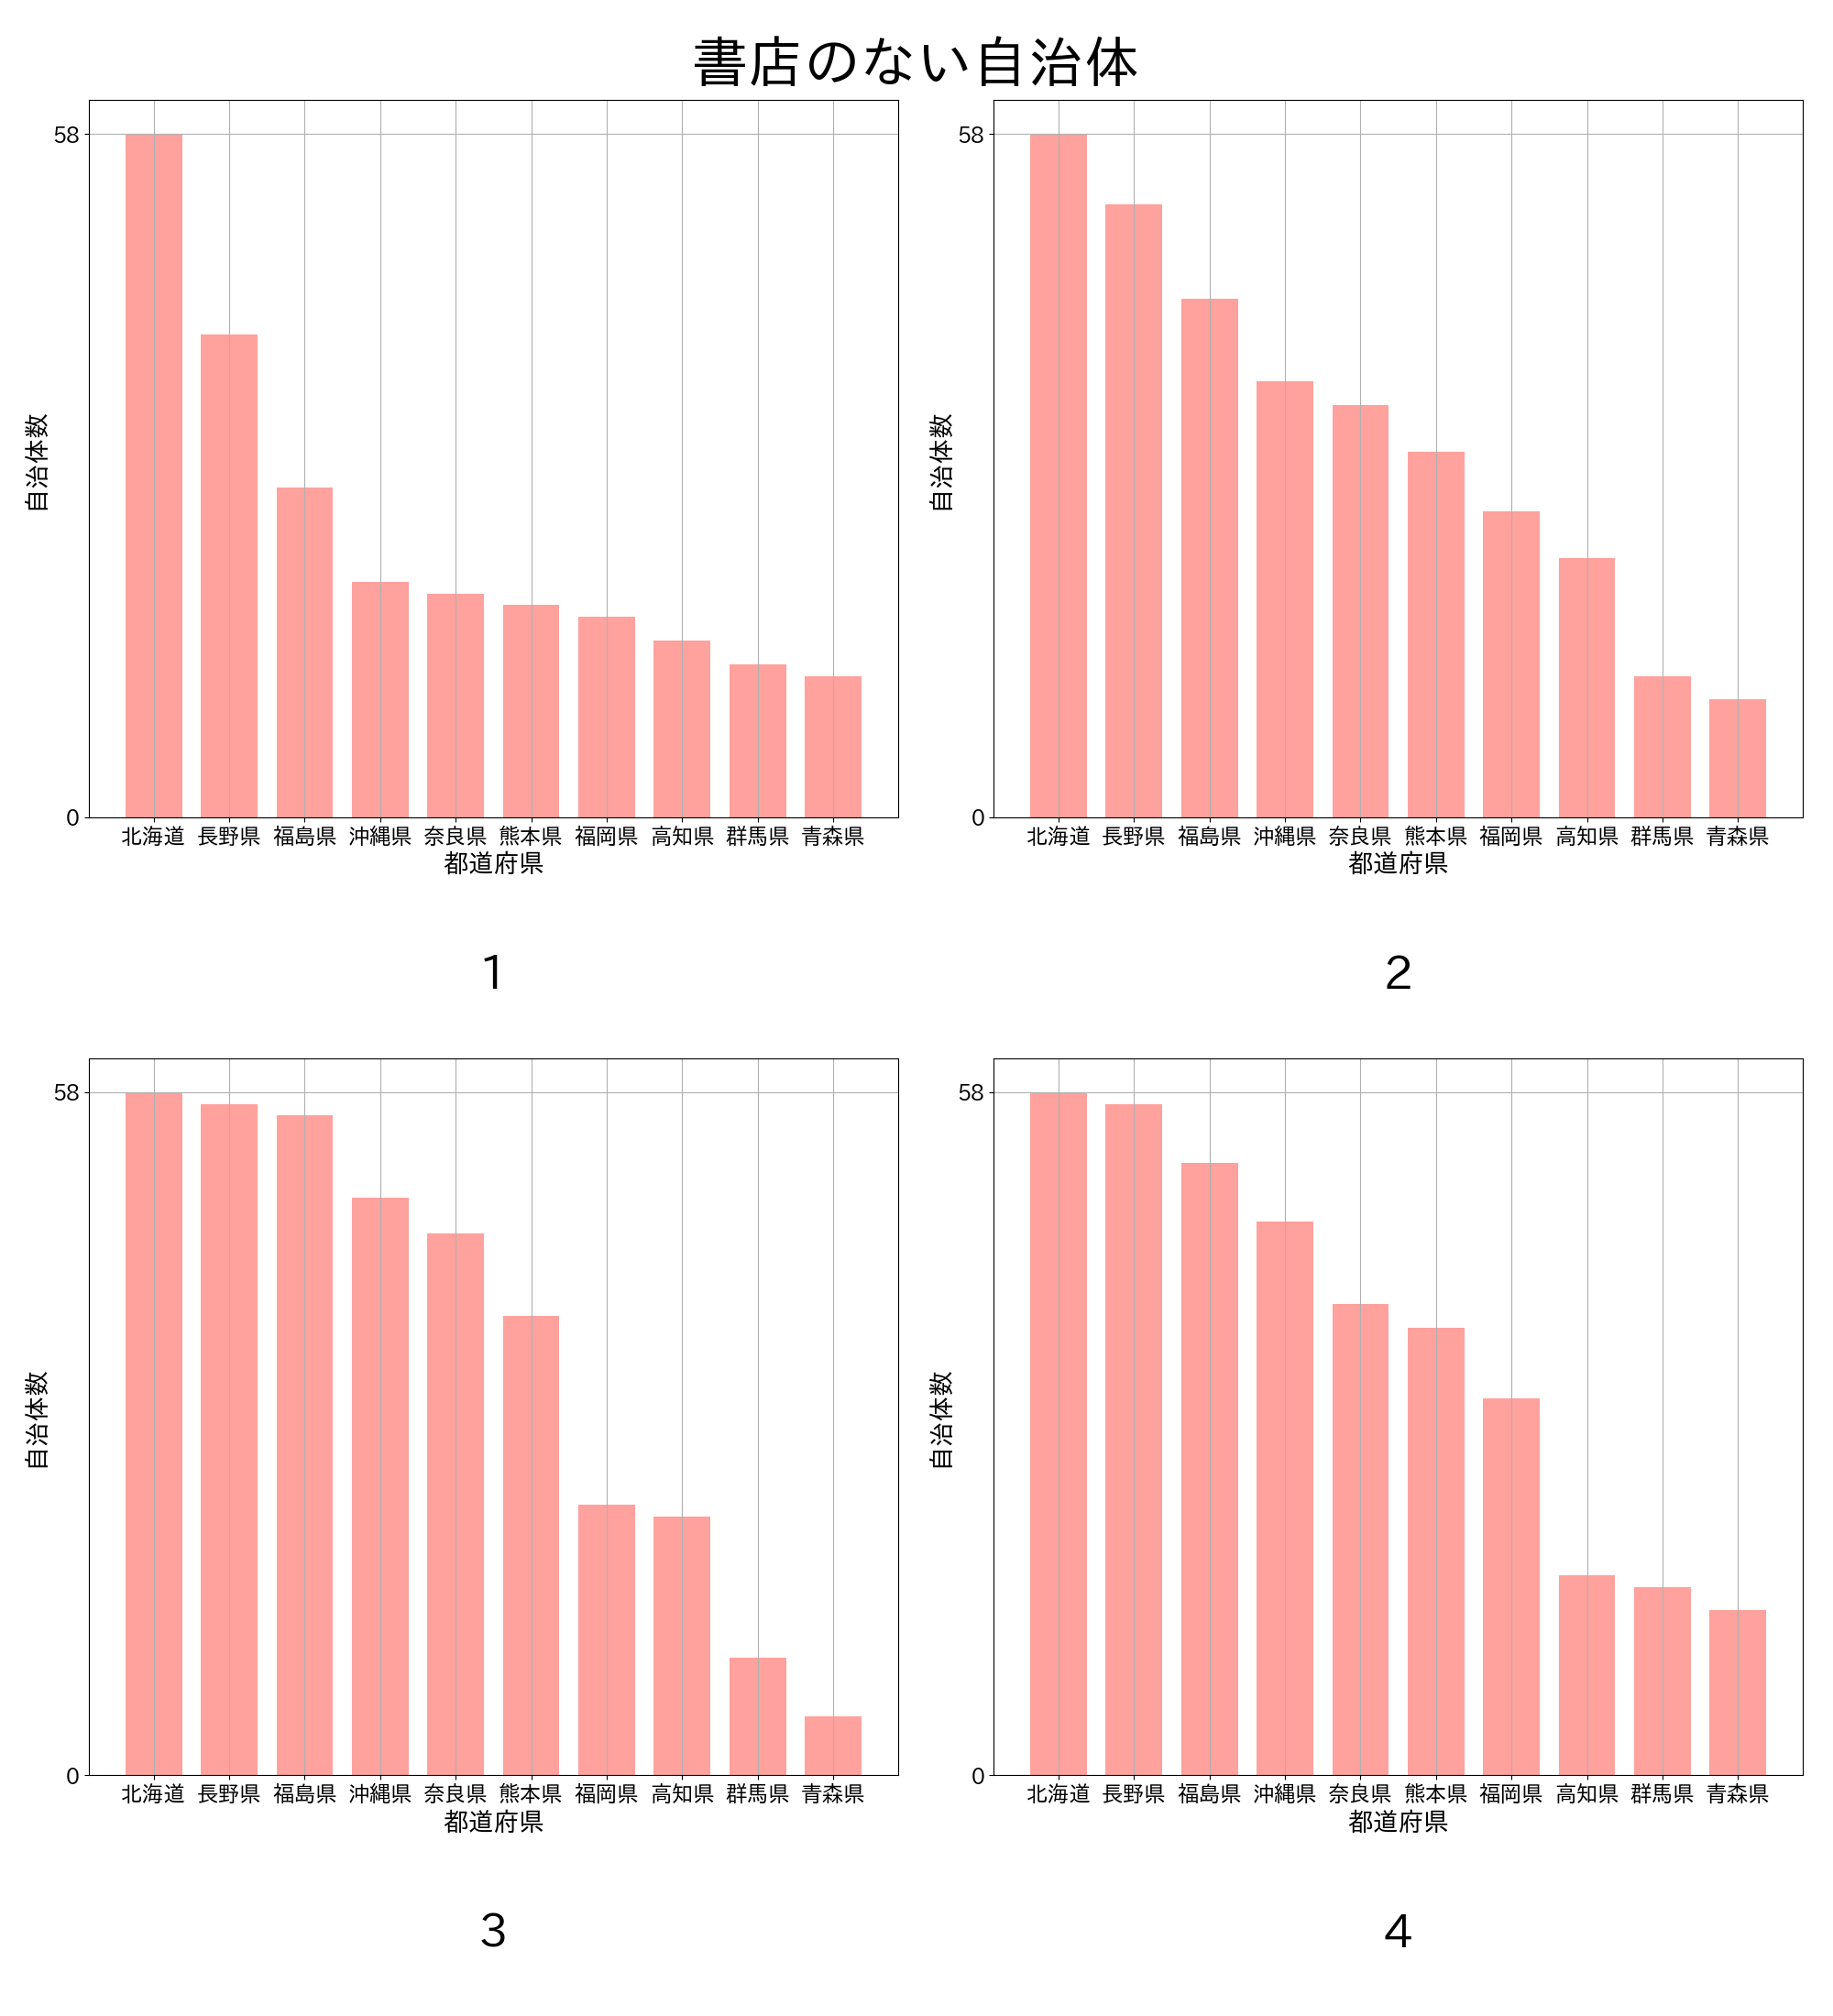 書店のない自治体
58
0
自治体数
北海道 長野県 福島県 沖縄県 奈良県 熊本県 福岡県 高知県 群馬県 青森県
都道府県
1
58
0
自治体数
北海道 長野県 福島県 沖縄県 奈良県 熊本県 福岡県 高知県 群馬県 青森県
都道府県
2
58
0
自治体数
北海道 長野県 福島県 沖縄県 奈良県 熊本県 福岡県 高知県 群馬県 青森県
都道府県
3
58
0
自治体数
北海道 長野県 福島県 沖縄県 奈良県 熊本県 福岡県 高知県 群馬県 青森県
都道府県
4